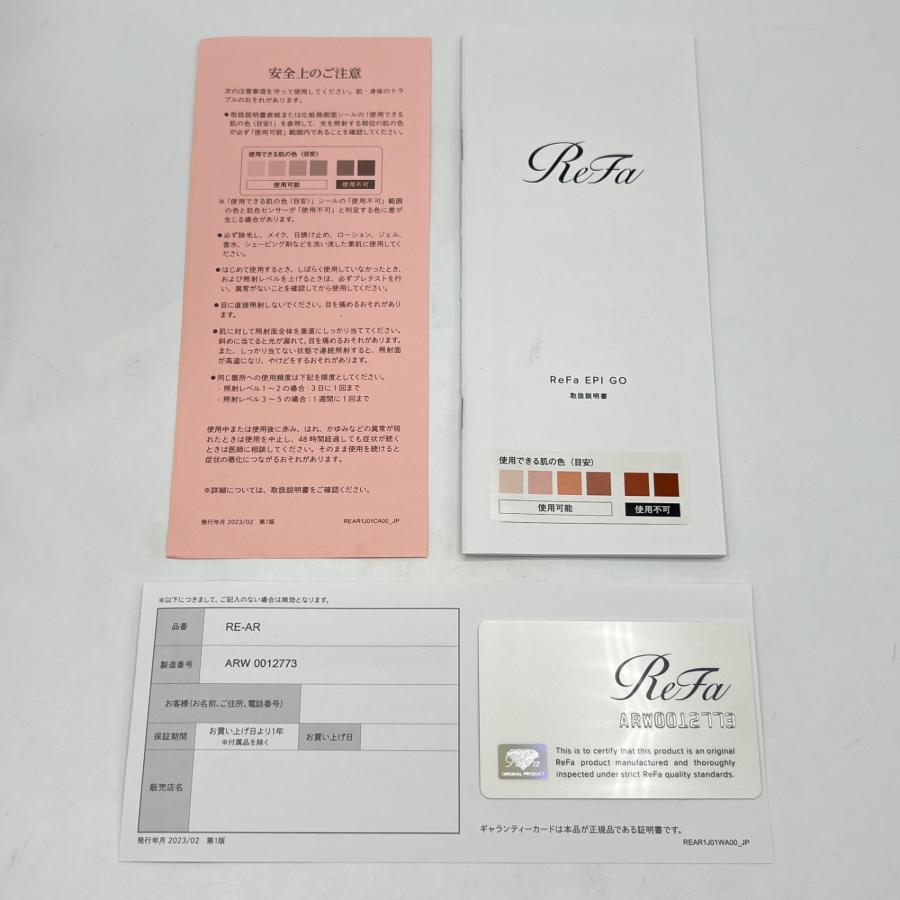 安全上のご注意
次の注意事項を守って使用してください。肌・身体のトラ
ブルのおそれがあります。
●取扱説明書表紙または化粧箱側面シールの「使用できる
肌の色(目安)」を参照して、光を照射する部位の肌の色
が必ず「使用可能」範囲内であることを確認してください。
使用できる肌の色(目安)
使用可能
使用不可
※「使用できる肌の色(目安)」シールの「使用不可」範囲
の色と肌色センサーが「使用不可」と判定する色に差が
生じる場合があります。
●必ず除毛し、メイク、日焼け止め、ローション、ジェル、
香水、シェービング剤などを洗い流した素肌に使用してく
ださい。
●はじめて使用するとき、しばらく使用していなかったとき、
および照射レベルを上げるときは、必ずプレテストを行
い、異常がないことを確認してから使用してください。
●目に直接照射しないでください。目を痛めるおそれがあり
ます。
●肌に対して照射面全体を垂直にしっかり当ててください。
斜めに当てると光が漏れて、目を痛めるおそれがあります。
また、しっかり当てない状態で連続照射すると、照射面
が高温になり、やけどをするおそれがあります。
●同じ箇所への使用頻度は下記を限度としてください。
- 照射レベル1～2の場合:3日に1回まで
- 照射レベル3～5の場合:1週間に1回まで
使用中または使用後に赤み、はれ、かゆみなどの異常が現
れたときは使用を中止し、48時間経過しても症状が続く
ときは医師に相談してください。そのまま使用を続けると
症状の悪化につながるおそれがあります。
※詳細については、取扱説明書をご確認ください。
発行年月 2023/02 第1版
REAR1J01CA00_JP
ReFa
ReFa EPI GO
取扱説明書
使用できる肌の色(目安)
使用可能
使用不可
※以下につきまして、ご記入のない場合は無効となります。
品番
RE-AR
製造番号
ARW 0012773
お客様(お名前、ご住所、電話番号)
保証期間
お買い上げ日より1年
※付属品を除く
お買い上げ日
販売店名
発行年月 2023/02 第1版
ReFa
ARW0012773
ReFa
ORIGINAL PRODUCT
This is to certify that this product is an original
ReFa product manufactured and thoroughly
inspected under strict ReFa quality standards.
ギャランティーカードは本品が正規品である証明書です。
REAR1J01WA00_JP